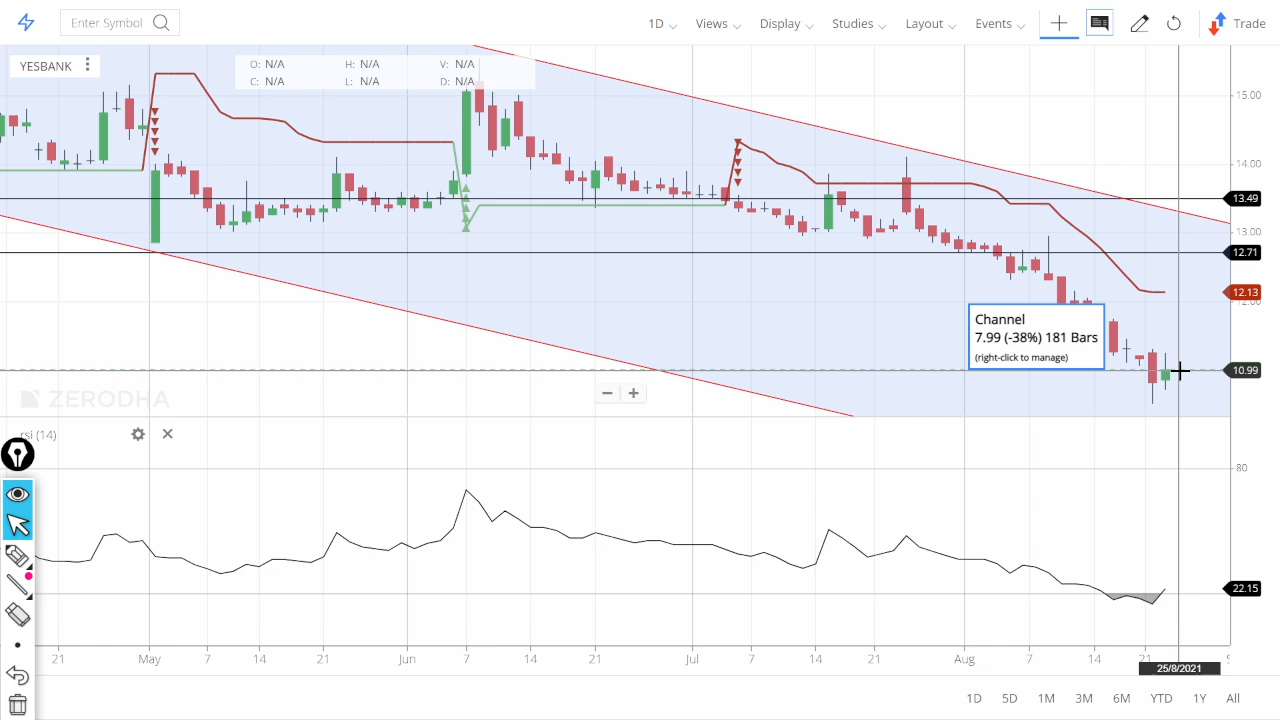 Enter Symbol
1D Views Display Studies Layout Events Trade
YESBANK
O: N/A H: N/A V: N/A
C: N/A L: N/A D: N/A
15.00
14.00
13.49
13.00
12.71
12.13
12.00
Channel
7.99 (-38%) 181 Bars
(right-click to manage)
10.99
ZERODHA
rsi (14)
80
22.15
21 May 7 14 21 Jun 7 14 21 Jul 7 14 21 Aug 7 14 21
25/8/2021
1D 5D 1M 3M 6M YTD 1Y All